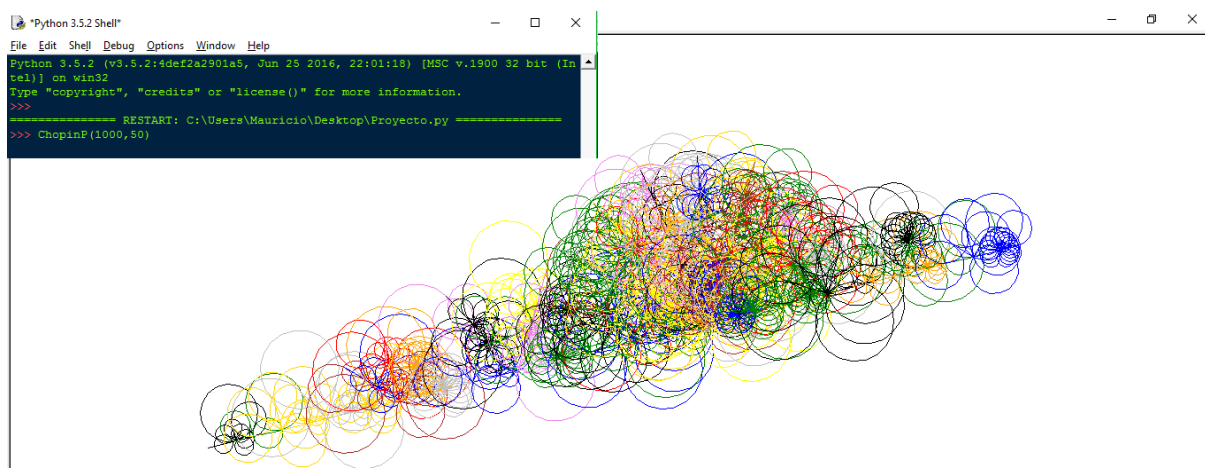 *Python 3.5.2 Shell*
File Edit Shell Debug Options Window Help
Python 3.5.2 (v3.5.2:4def2a2901a5, Jun 25 2016, 22:01:18) [MSC v.1900 32 bit (In
tel)] on win32
Type "copyright", "credits" or "license()" for more information.
>>>
=============== RESTART: C:\Users\Mauricio\Desktop\Proyecto.py ===============
>>> ChopinP(1000,50)